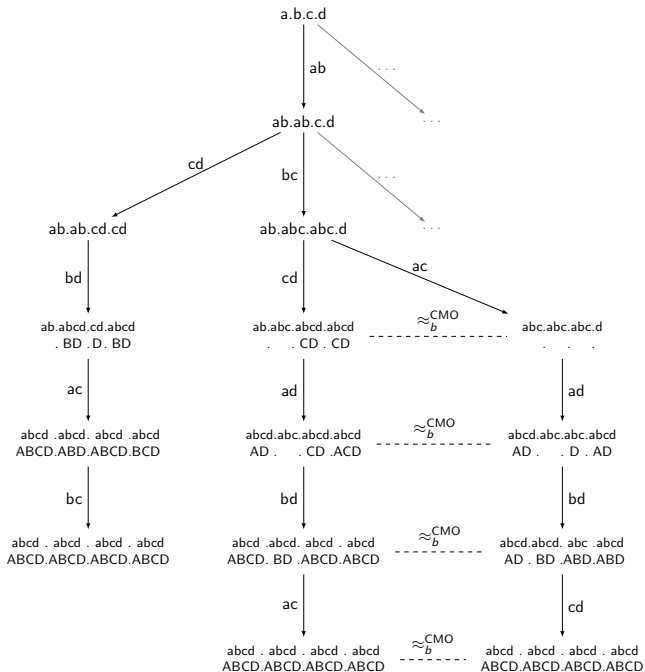 a.b.c.d
ab
. . .
ab.ab.c.d
. . .
cd
bc
. . .
ab.ab.cd.cd
ab.abc.abc.d
. . .
bd
cd
ac
ab.abcd.cd.abcd
. BD .D. BD
ab.abc.abcd.abcd
. . CD . CD
≈CMO b
abc.abc.abc.d
. . .
ac
ad
ad
abcd .abcd. abcd .abcd
ABCD.ABD.ABCD.BCD
abcd.abc.abcd.abcd
AD . . CD .ACD
≈CMO b
abcd.abc.abc.abcd
AD . . D . AD
bc
bd
bd
abcd . abcd . abcd . abcd
ABCD.ABCD.ABCD.ABCD
abcd .abcd. abcd . abcd
ABCD. BD .ABCD.ABCD
≈CMO b
abcd.abcd. abc .abcd
AD . BD .ABD.ABD
ac
cd
abcd . abcd . abcd . abcd
ABCD.ABCD.ABCD.ABCD
≈CMO b
abcd . abcd . abcd . abcd
ABCD.ABCD.ABCD.ABCD